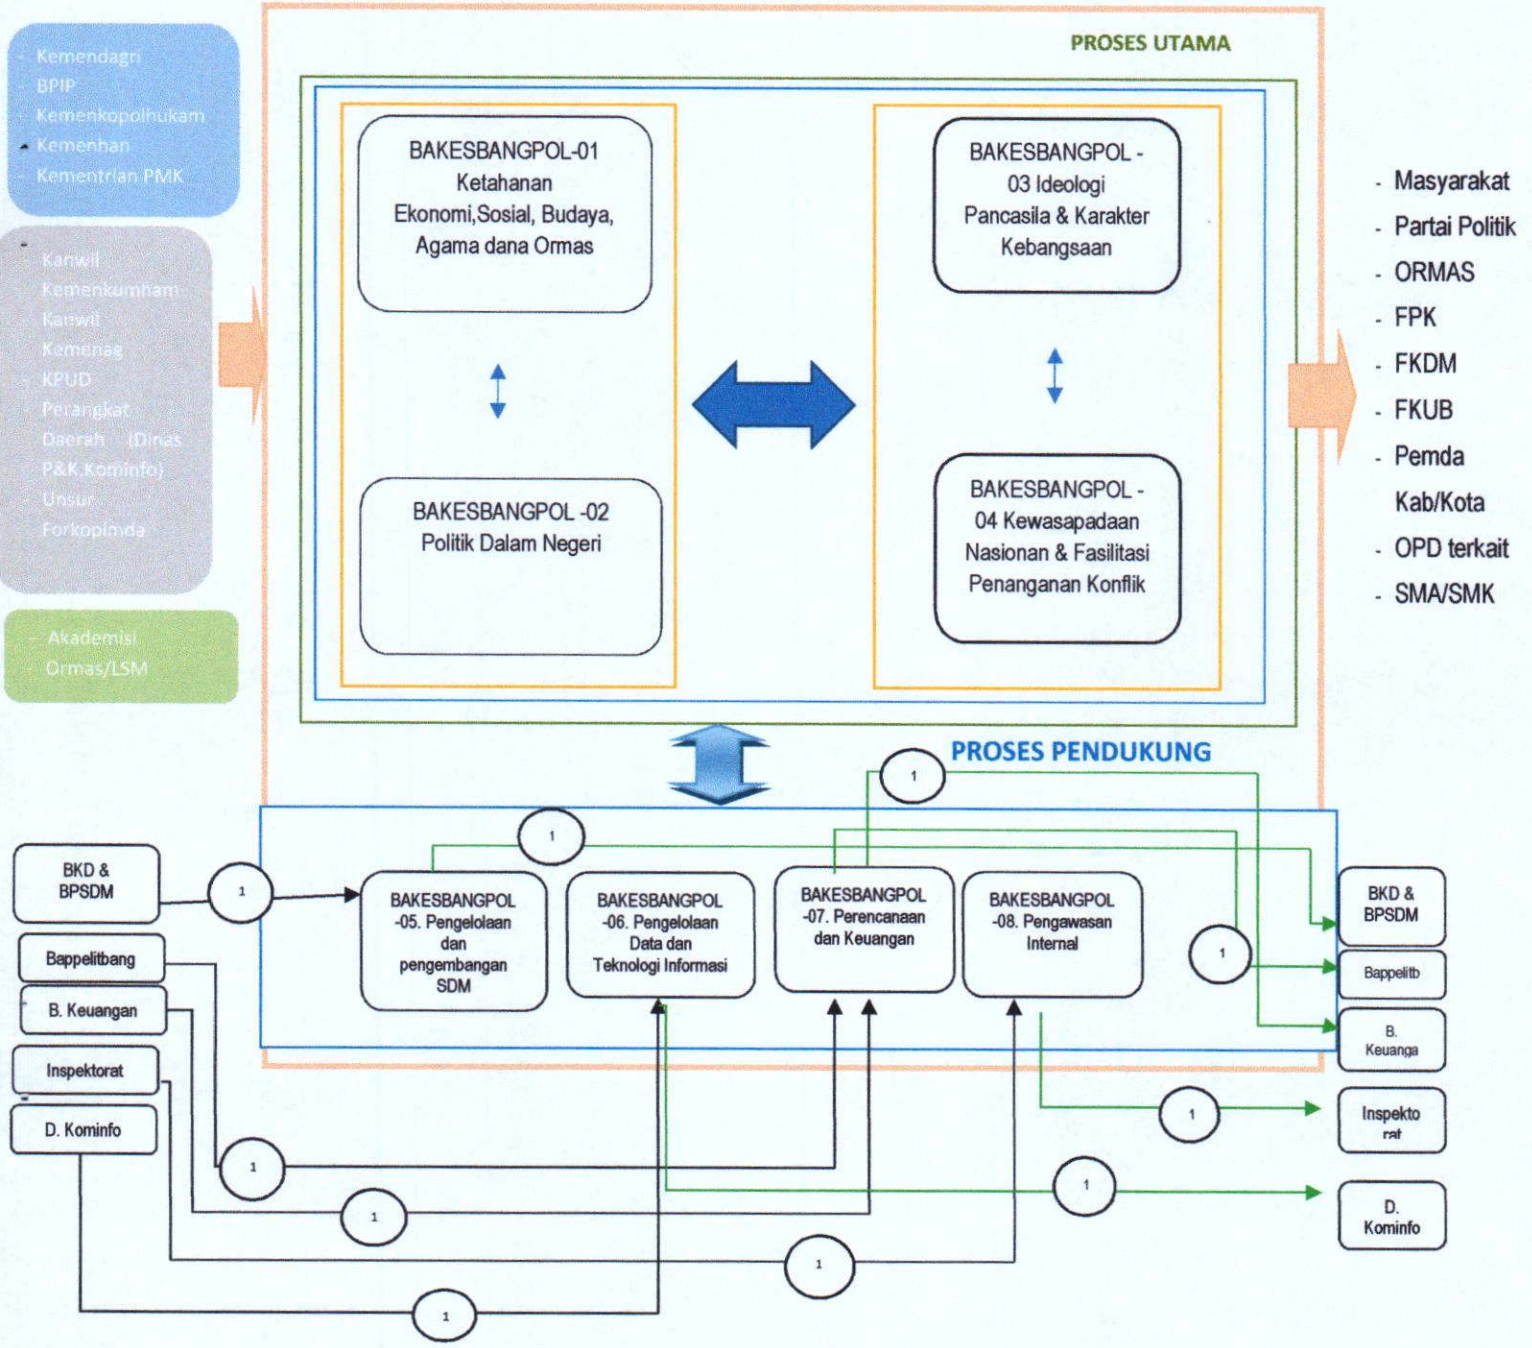 PROSES UTAMA
- Kemendagri
- BPIP
- Kemenkopolhukam
- Kemenhan
- Kementrian PMK
-
Kanwil
Kemenkumham
- Kanwil
Kemenag
- KPUD
- Perangkat
Daerah (Dinas
P&K,Kominfo)
- Unsur
Forkopimda
- Akademisi
- Ormas/LSM
BAKESBANGPOL-01
Ketahanan
Ekonomi,Sosial, Budaya,
Agama dana Ormas
BAKESBANGPOL -02
Politik Dalam Negeri
BAKESBANGPOL -
03 Ideologi
Pancasila & Karakter
Kebangsaan
BAKESBANGPOL -
04 Kewasapadaan
Nasionan & Fasilitasi
Penanganan Konflik
- Masyarakat
- Partai Politik
- ORMAS
- FPK
- FKDM
- FKUB
- Pemda
Kab/Kota
- OPD terkait
- SMA/SMK
PROSES PENDUKUNG
1
1
BKD &
BPSDM
1
Bappelitbang
B. Keuangan
Inspektorat
D. Kominfo
BAKESBANGPOL
-05. Pengelolaan
dan
pengembangan
SDM
BAKESBANGPOL
-06. Pengelolaan
Data dan
Teknologi Informasi
BAKESBANGPOL
-07. Perencanaan
dan Keuangan
BAKESBANGPOL
-08. Pengawasan
Internal
1
BKD &
BPSDM
Bappelitb
B.
Keuanga
Inspekto
rat
D.
Kominfo
1
1
1
1
1
1